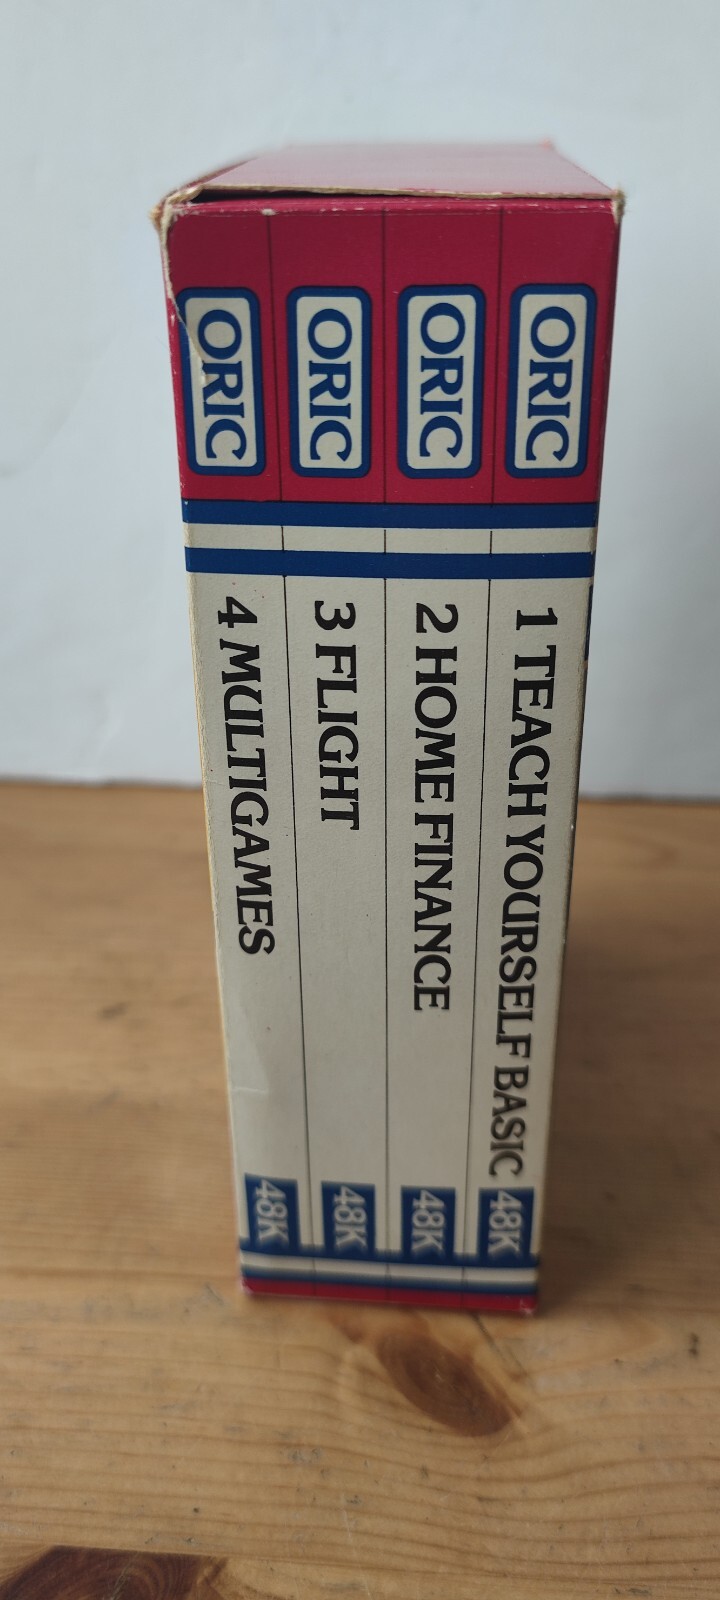 ORIC
1 TEACH YOURSELF BASIC
48K
ORIC
2 HOME FINANCE
48K
ORIC
3 FLIGHT
48K
ORIC
4 MULTIGAMES
48K